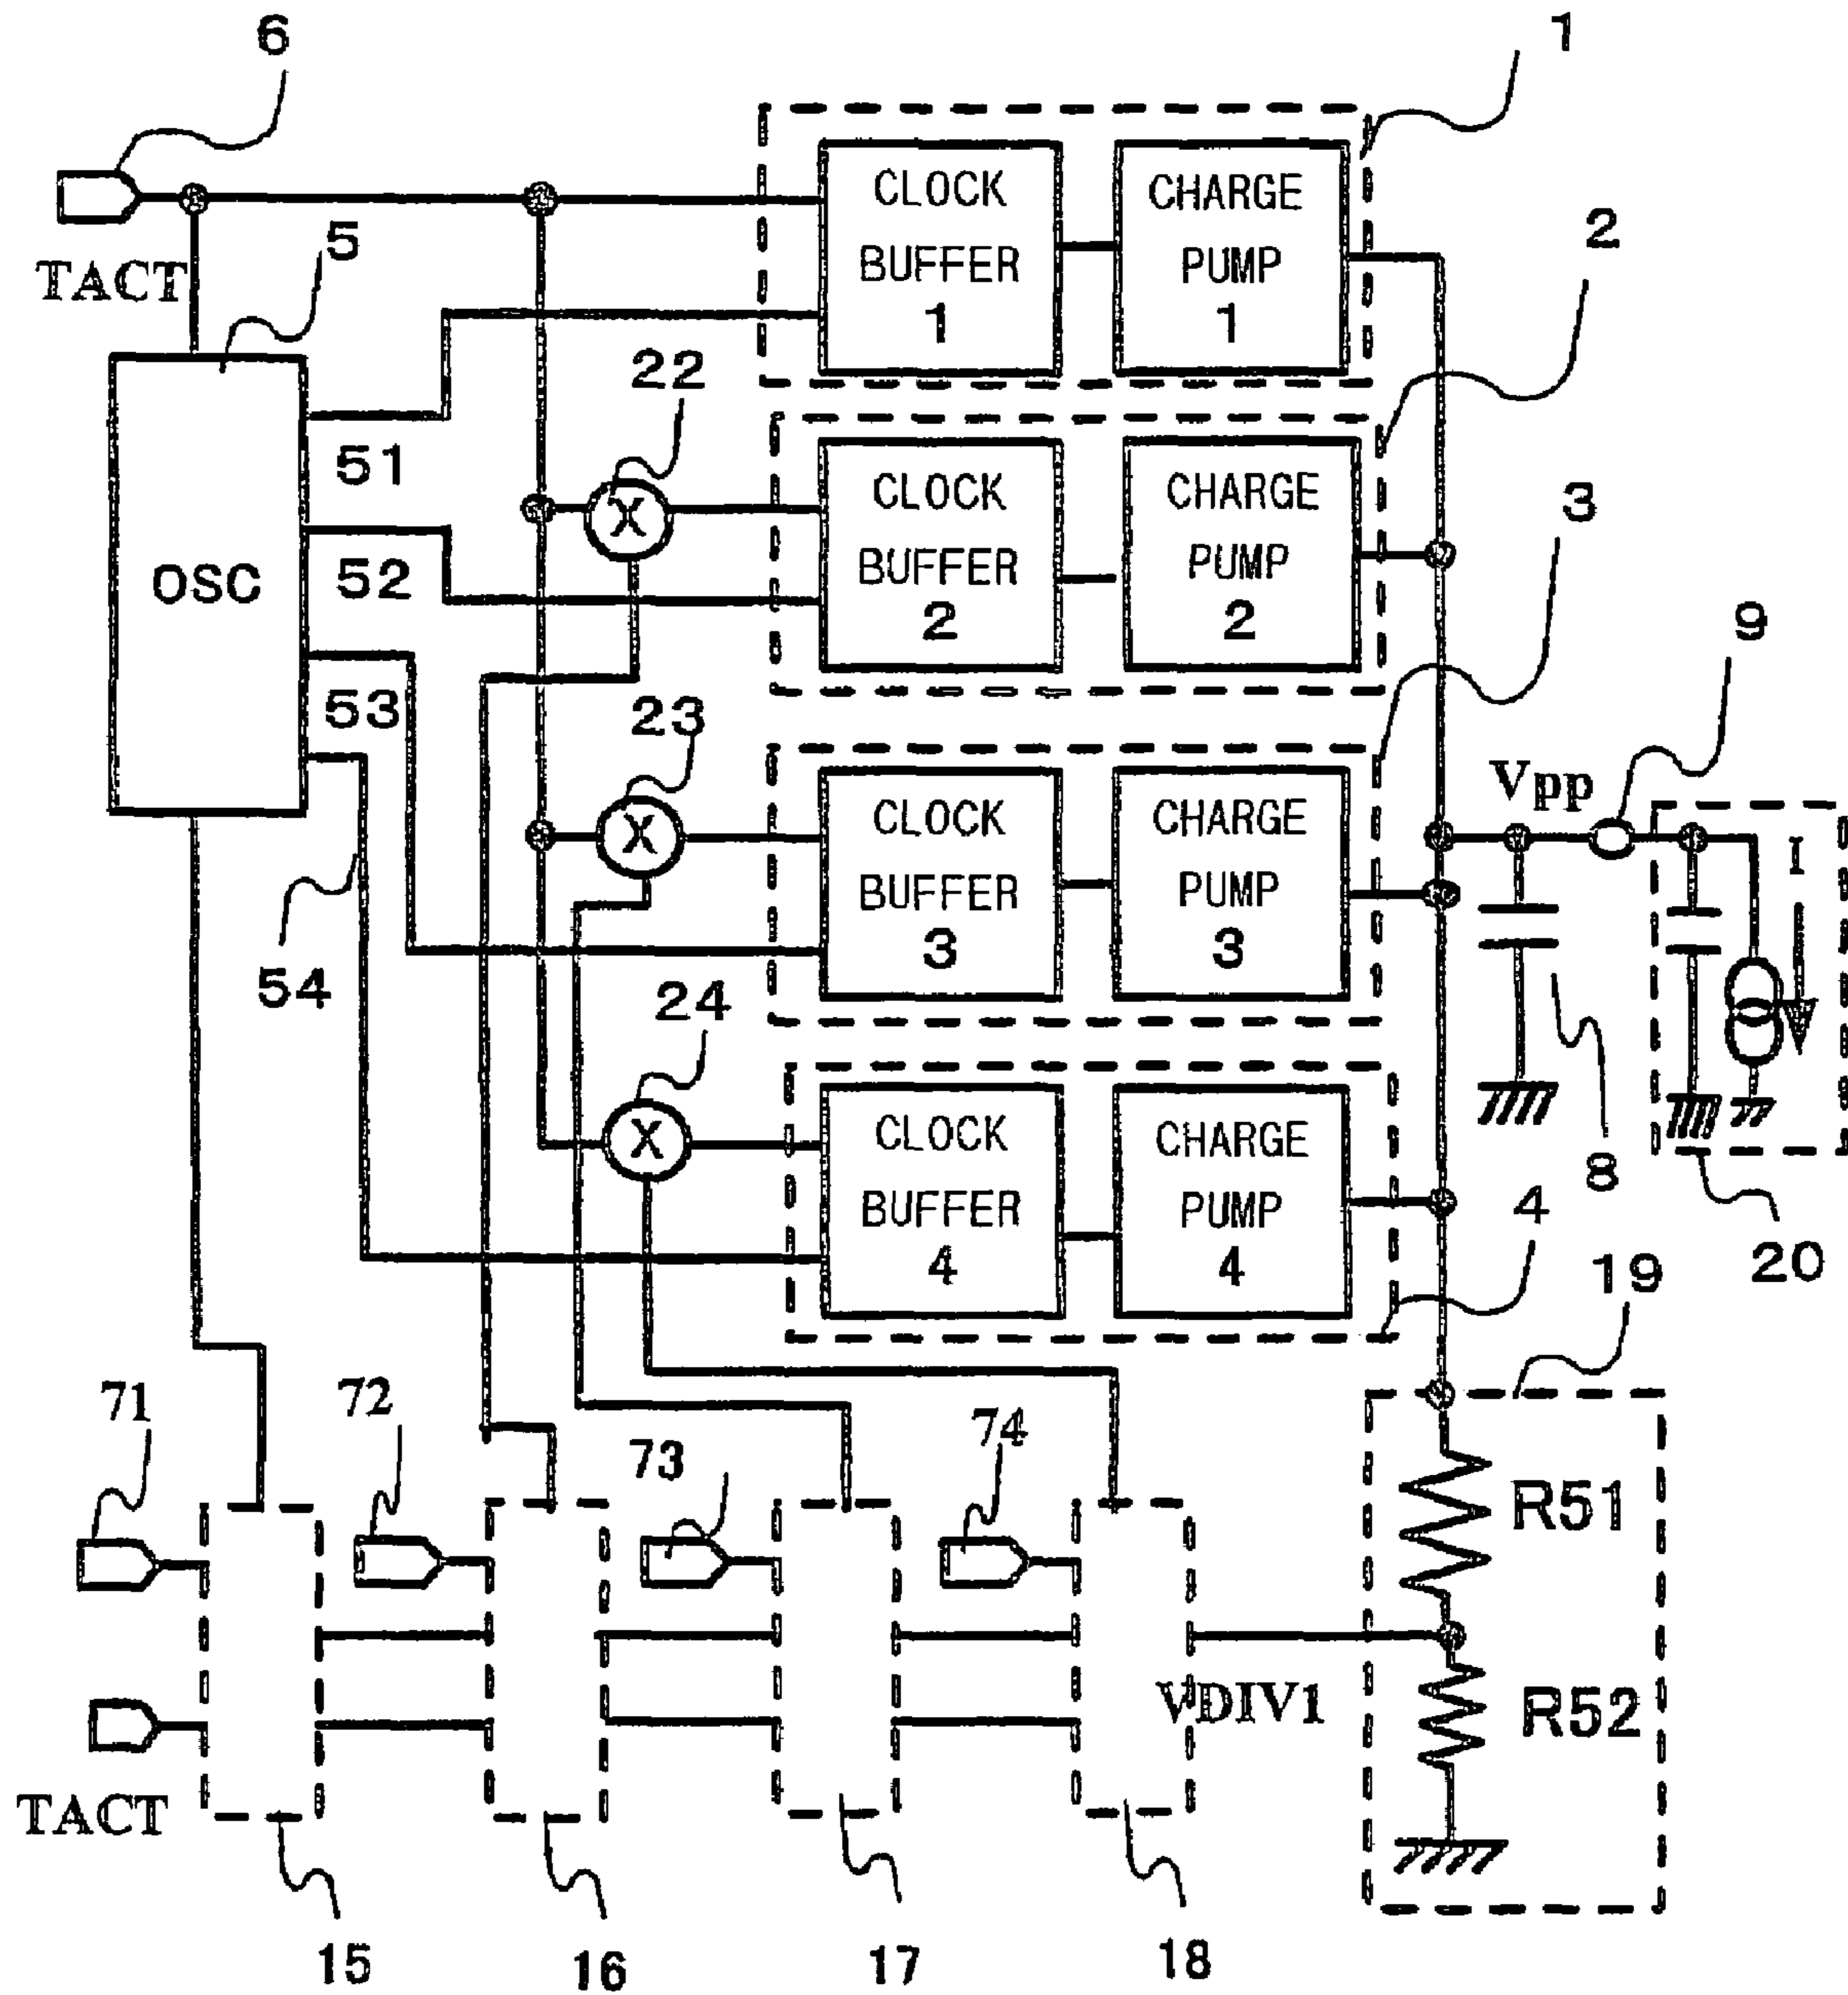 6
1
TACT
5
CLOCK
BUFFER
1
CHARGE
PUMP
1
2
22
51
CLOCK
BUFFER
2
CHARGE
PUMP
2
3
OSC
52
9
53
23
Vpp
CLOCK
BUFFER
3
CHARGE
PUMP
3
I
54
24
8
CLOCK
BUFFER
4
CHARGE
PUMP
4
4
20
19
71
72
73
74
R51
VDIV1
R52
TACT
15
16
17
18
X
X
X